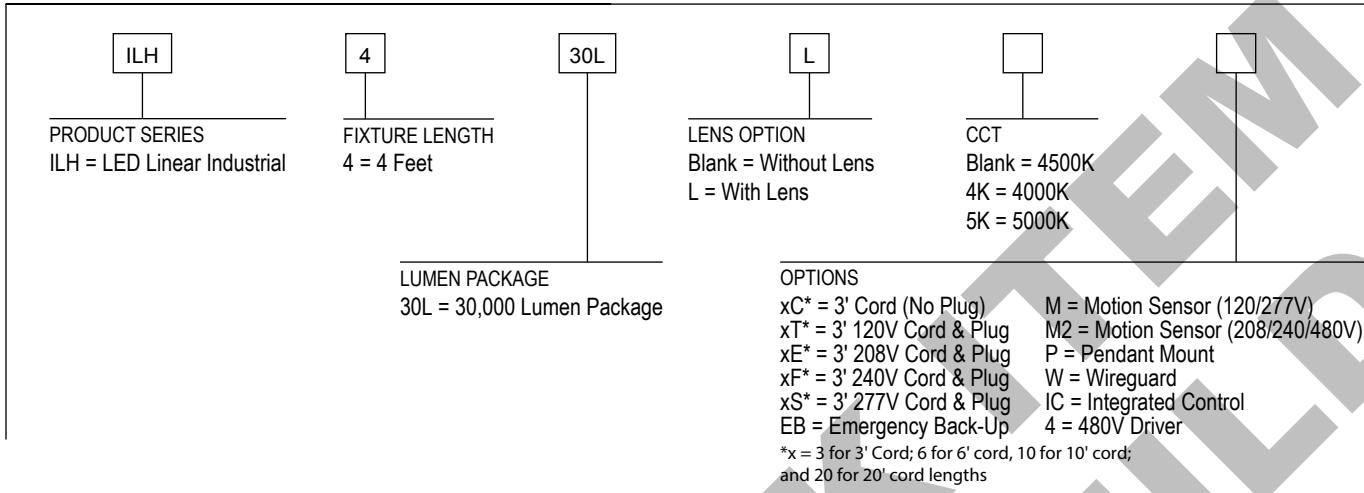 ILH
4
30L
L
PRODUCT SERIES
ILH = LED Linear Industrial
FIXTURE LENGTH
4 = 4 Feet
LENS OPTION
Blank = Without Lens
L = With Lens
CCT
Blank = 4500K
4K = 4000K
5K = 5000K
LUMEN PACKAGE
30L = 30,000 Lumen Package
OPTIONS
xC* = 3' Cord (No Plug)
xT* = 3' 120V Cord & Plug
xE* = 3' 208V Cord & Plug
xF* = 3' 240V Cord & Plug
xS* = 3' 277V Cord & Plug
EB = Emergency Back-Up
M = Motion Sensor (120/277V)
M2 = Motion Sensor (208/240/480V)
P = Pendant Mount
W = Wireguard
IC = Integrated Control
4 = 480V Driver
*x = 3 for 3' Cord; 6 for 6' cord, 10 for 10' cord;
and 20 for 20' cord lengths
ITEM